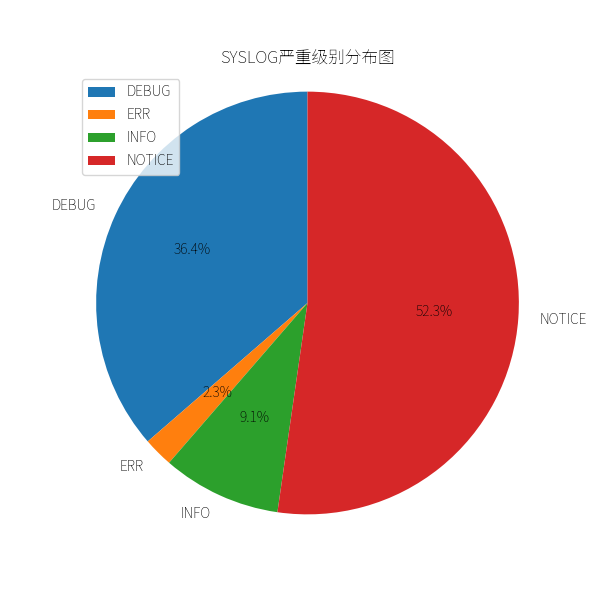 SYSLOG严重级别分布图
DEBUG
ERR
INFO
NOTICE
DEBUG
36.4%
52.3%
NOTICE
2.3%
9.1%
ERR
INFO